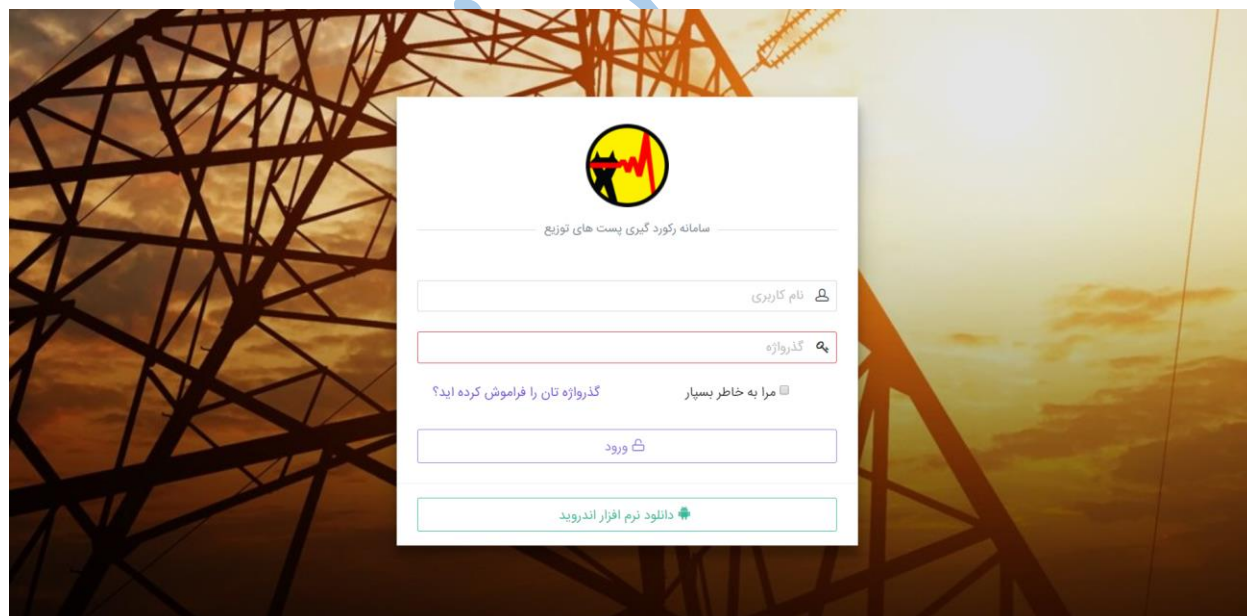 سامانه رکورد گیری پست های توزیع
نام کاربری
گذرواژه
مرا به خاطر بسپار
گذرواژه تان را فراموش کرده اید؟
ورود
دانلود نرم افزار اندروید